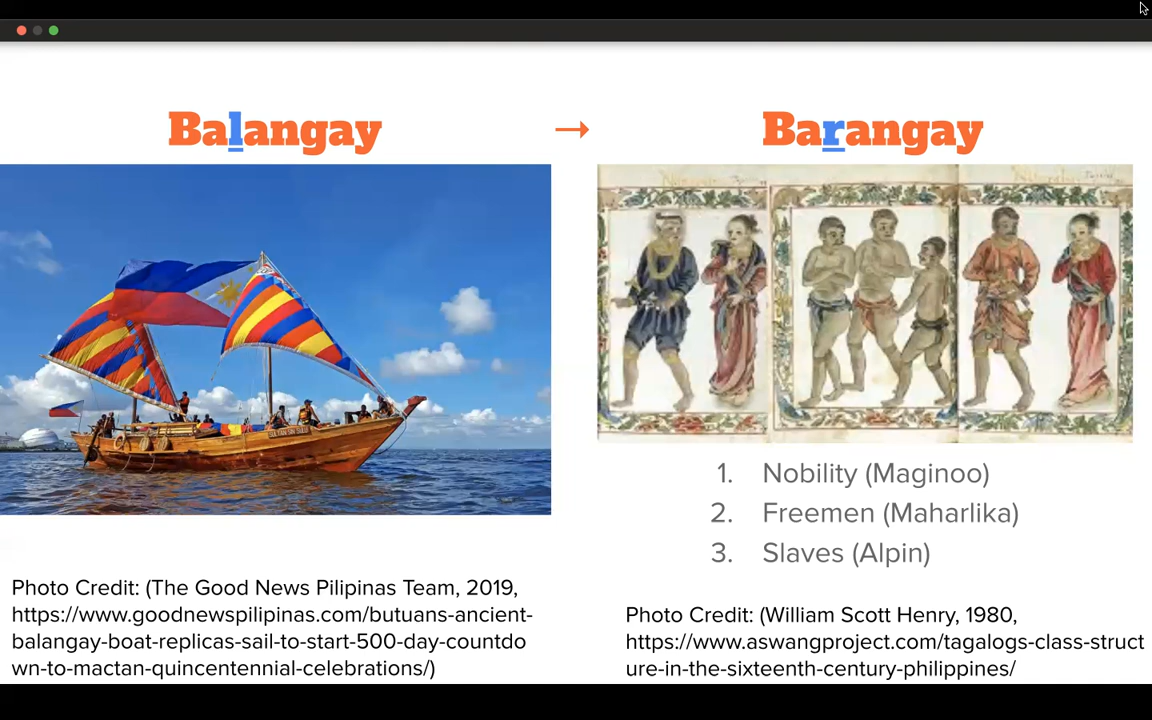 Balangay → Barangay
1. Nobility (Maginoo)
2. Freemen (Maharlika)
3. Slaves (Alpin)
Photo Credit: (The Good News Pilipinas Team, 2019,
https://www.goodnewspilipinas.com/butuans-ancient-
balangay-boat-replicas-sail-to-start-500-day-countdo
wn-to-mactan-quincentennial-celebrations/)
Photo Credit: (William Scott Henry, 1980,
https://www.aswangproject.com/tagalogs-class-struct
ure-in-the-sixteenth-century-philippines/